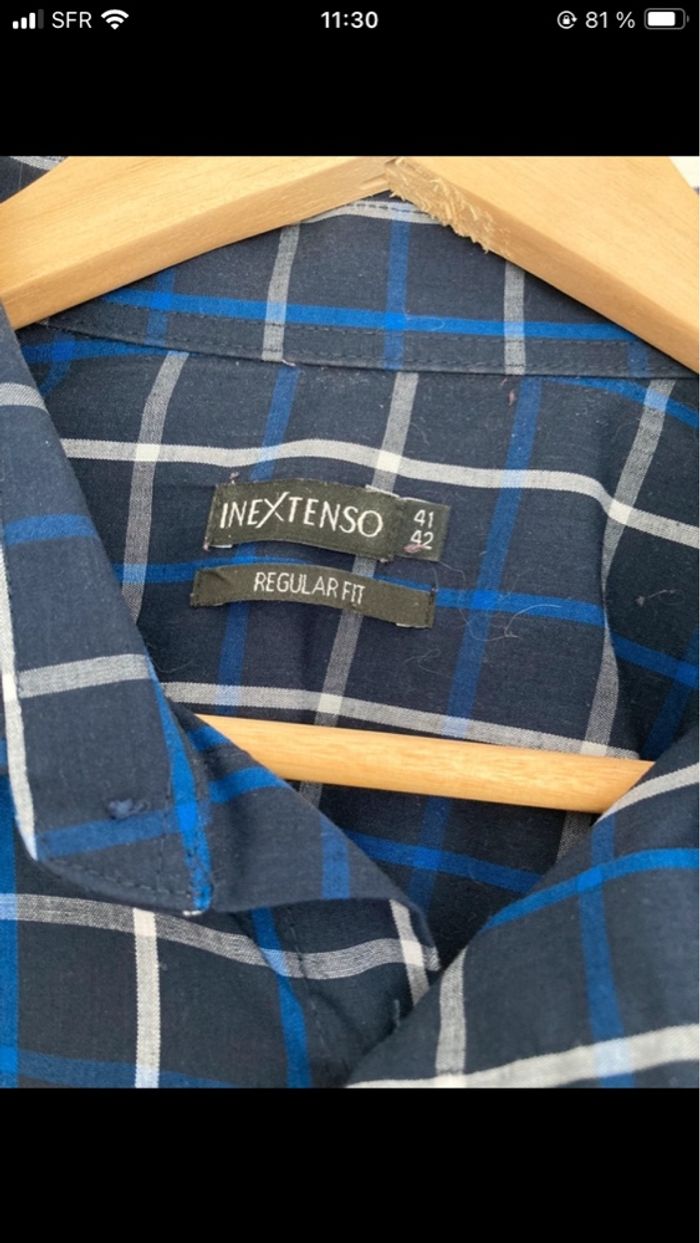 SFR 11:30 81 %
INEXTENSO 41
42
REGULAR FIT